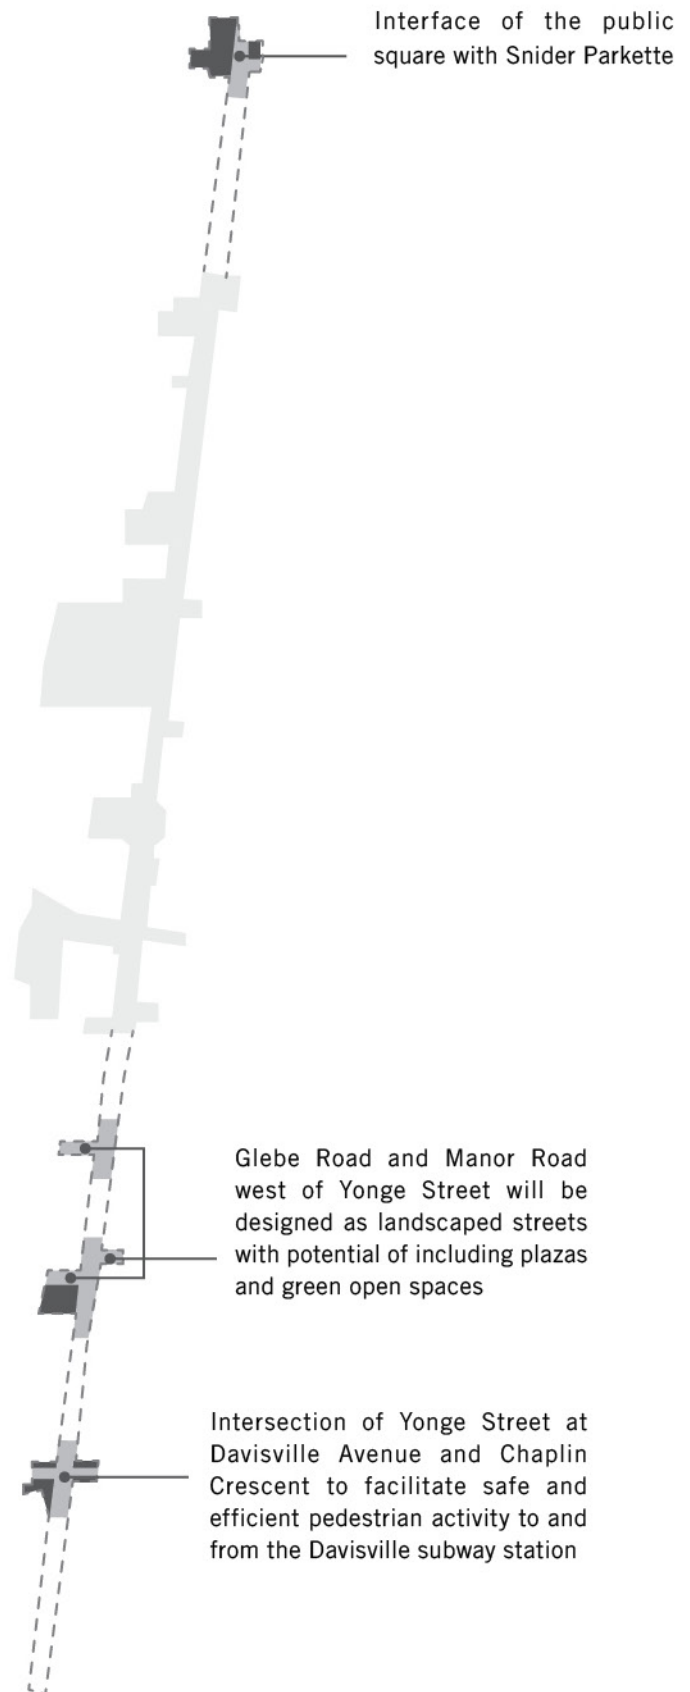 Interface of the public
square with Snider Parkette
Glebe Road and Manor Road
west of Yonge Street will be
designed as landscaped streets
with potential of including plazas
and green open spaces
Intersection of Yonge Street at
Davisville Avenue and Chaplin
Crescent to facilitate safe and
efficient pedestrian activity to and
from the Davisville subway station